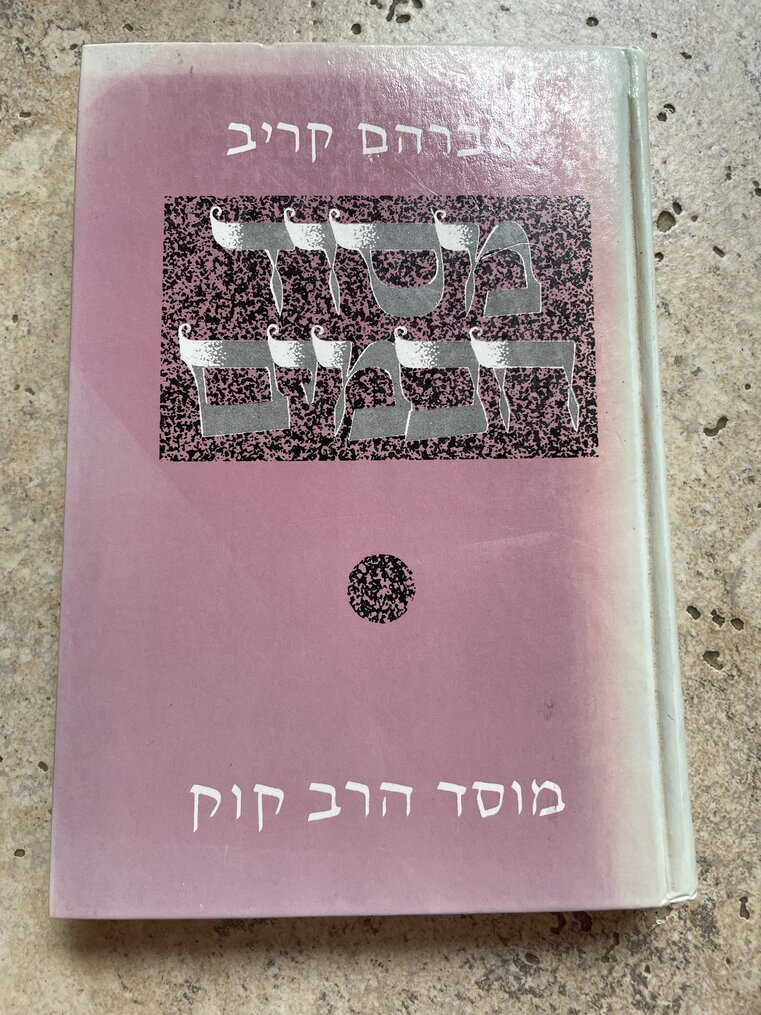 אברהם קריב
מסוד
חכמים
מוסד הרב קוק